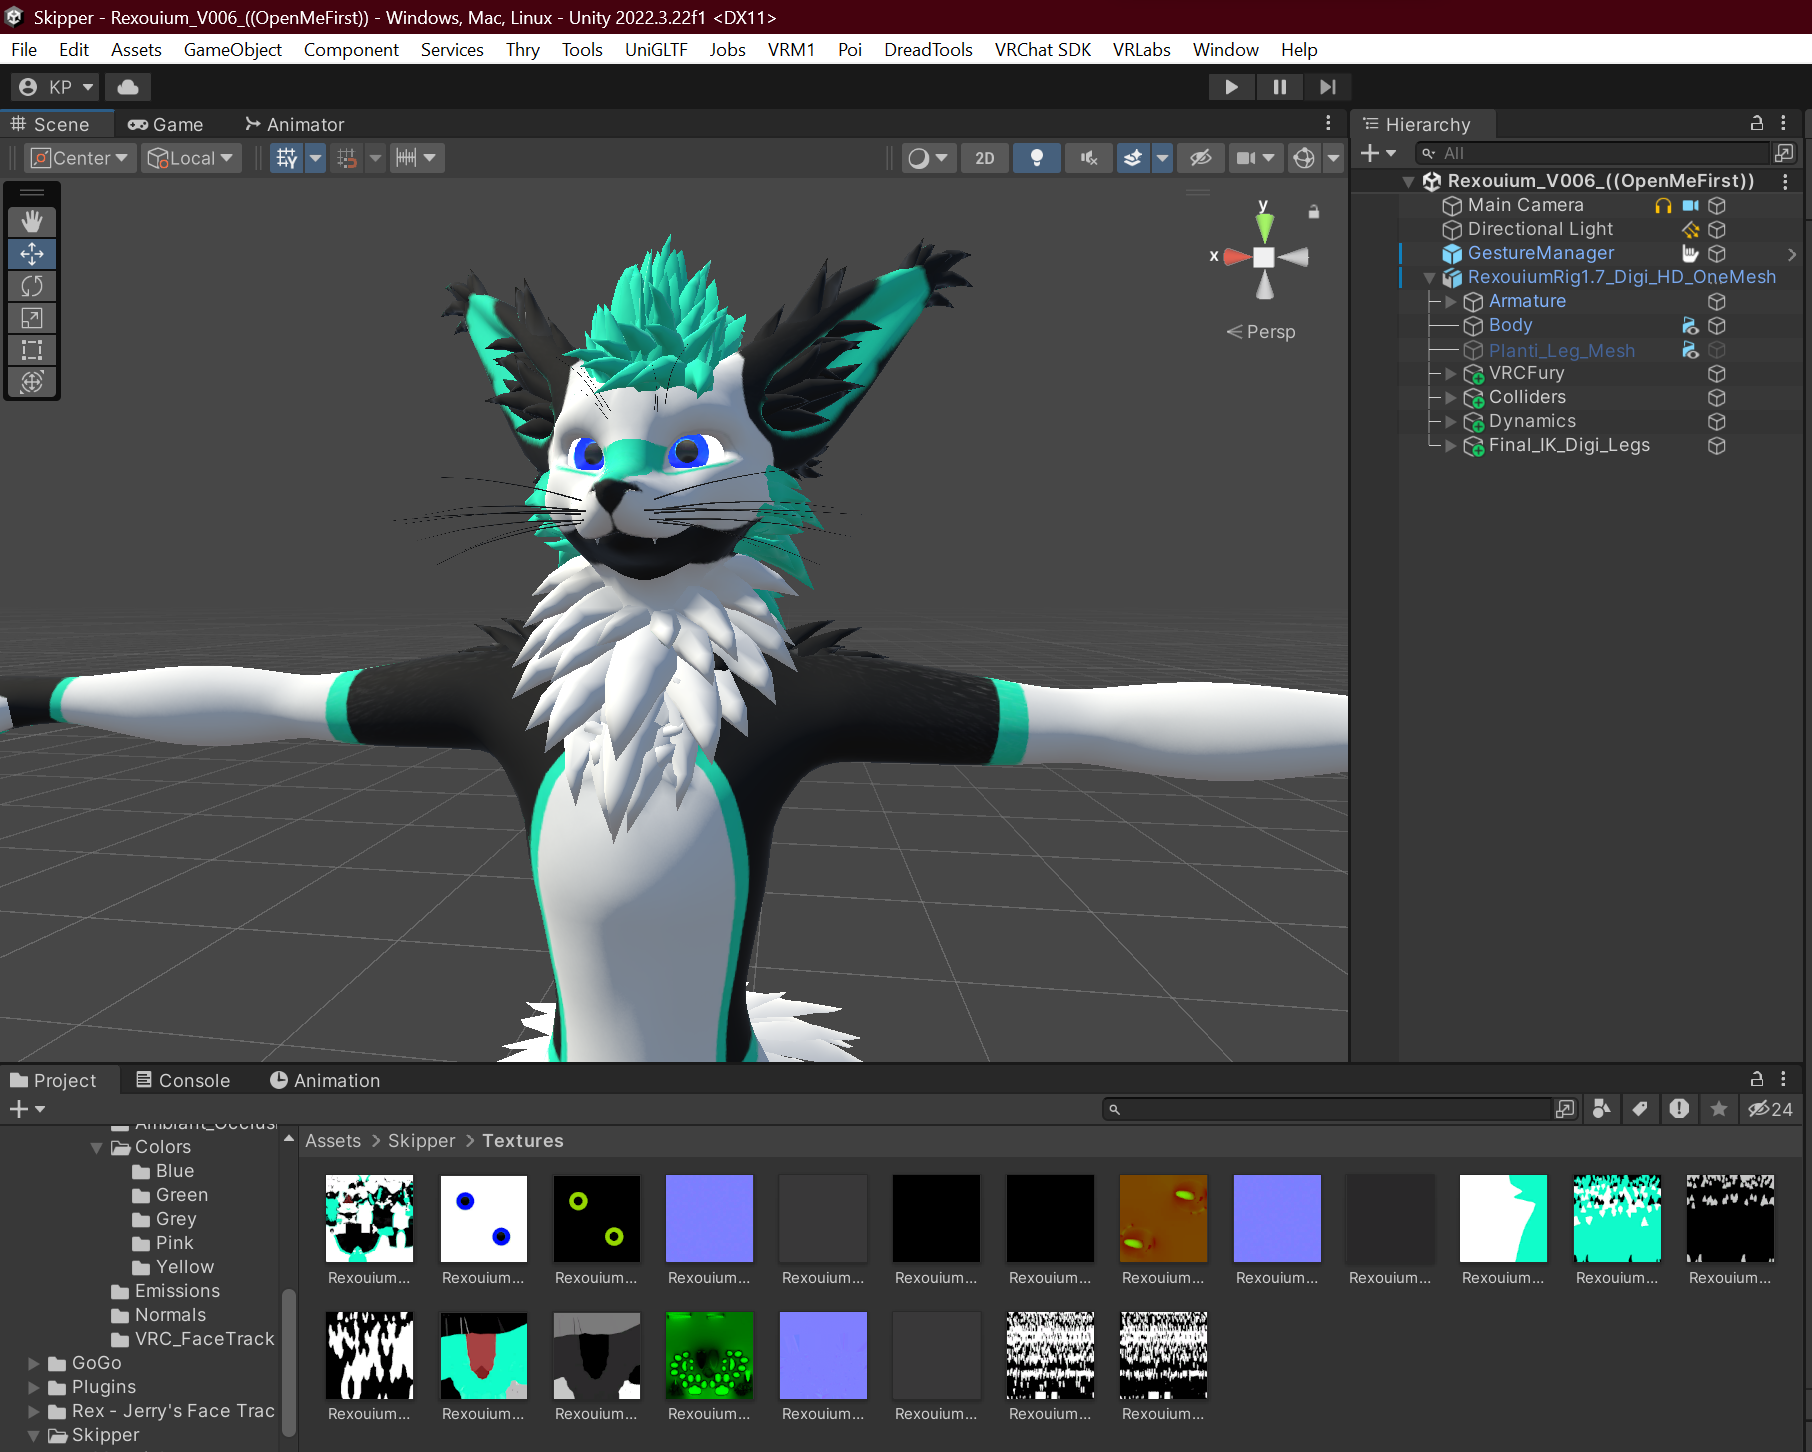 Skipper - Rexouium_V006_((OpenMeFirst)) - Windows, Mac, Linux - Unity 2022.3.22f1 <DX11>
File Edit Assets GameObject Component Services Thry Tools UniGLTF Jobs VRM1 Poi DreadTools VRChat SDK VRLabs Window Help
KP
Scene Game Animator
Center Local 2D
y
x
Persp
Hierarchy
All
Rexouium_V006_((OpenMeFirst))
Main Camera
Directional Light
GestureManager
RexouiumRig1.7_Digi_HD_OneMesh
Armature
Body
Planti_Leg_Mesh
VRCFury
Colliders
Dynamics
Final_IK_Digi_Legs
Project Console Animation
24
Ambiant_Occlusi
Colors
Blue
Green
Grey
Pink
Yellow
Emissions
Normals
VRC_FaceTrack
GoGo
Plugins
Rex - Jerry's Face Trac
Skipper
Assets > Skipper > Textures
Rexouium... Rexouium... Rexouium... Rexouium... Rexouium... Rexouium... Rexouium... Rexouium... Rexouium... Rexouium... Rexouium... Rexouium... Rexouium...
Rexouium... Rexouium... Rexouium... Rexouium... Rexouium... Rexouium... Rexouium... Rexouium...